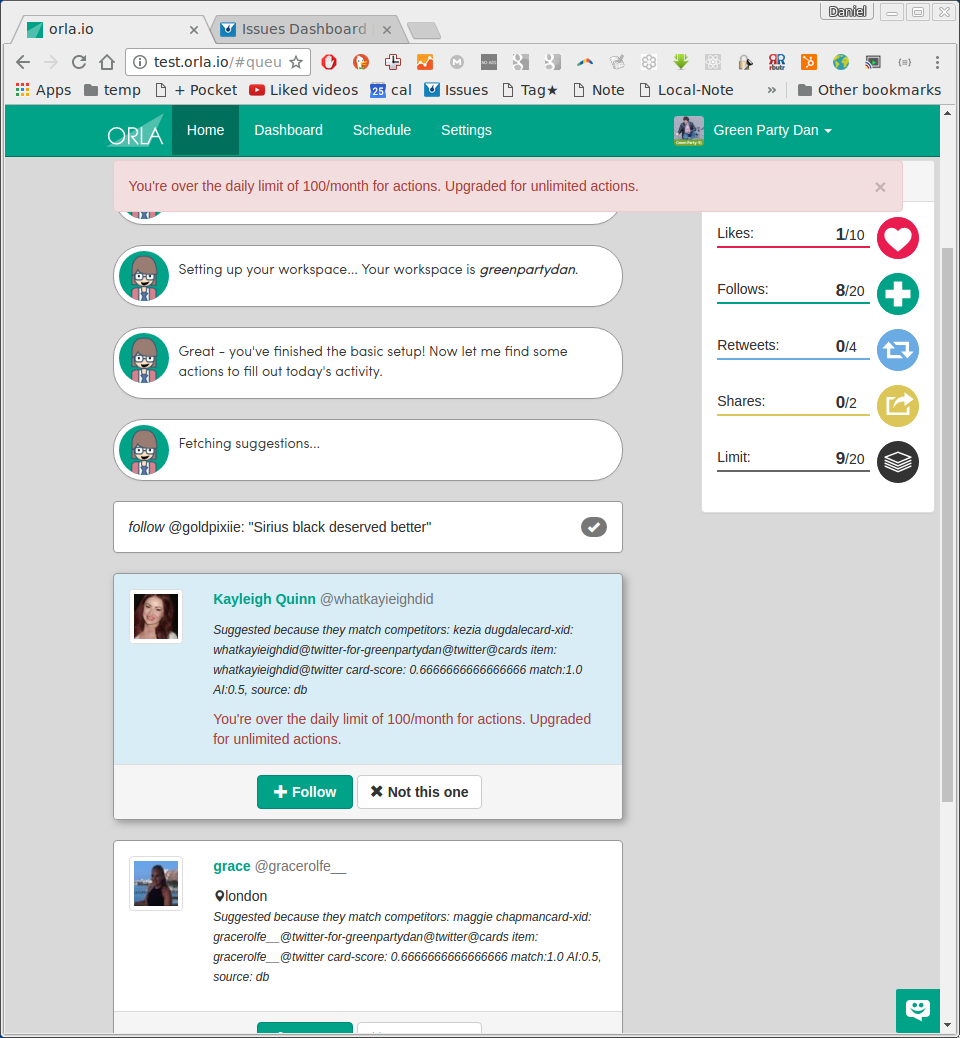 Daniel
orla.io
Issues Dashboard
test.orla.io/#queu
Apps
temp
+ Pocket
Liked videos
25
cal
Issues
Tag★
Note
Local-Note
»
Other bookmarks
ORLA
Home
Dashboard
Schedule
Settings
Green Party Dan
You're over the daily limit of 100/month for actions. Upgraded for unlimited actions.
×
Likes: 1/10
Follows: 8/20
Retweets: 0/4
Shares: 0/2
Limit: 9/20
Setting up your workspace... Your workspace is greenpartydan.
Great - you've finished the basic setup! Now let me find some
actions to fill out today's activity.
Fetching suggestions...
follow @goldpixiie: "Sirius black deserved better"
Kayleigh Quinn @whatkayieighdid
Suggested because they match competitors: kezia dugdalecard-xid:
whatkayieighdid@twitter-for-greenpartydan@twitter@cards item:
whatkayieighdid@twitter card-score: 0.6666666666666666 match:1.0
AI:0.5, source: db
You're over the daily limit of 100/month for actions. Upgraded
for unlimited actions.
Follow
Not this one
grace @gracerolfe__
london
Suggested because they match competitors: maggie chapmancard-xid:
gracerolfe__@twitter-for-greenpartydan@twitter@cards item:
gracerolfe__@twitter card-score: 0.6666666666666666 match:1.0 AI:0.5,
source: db